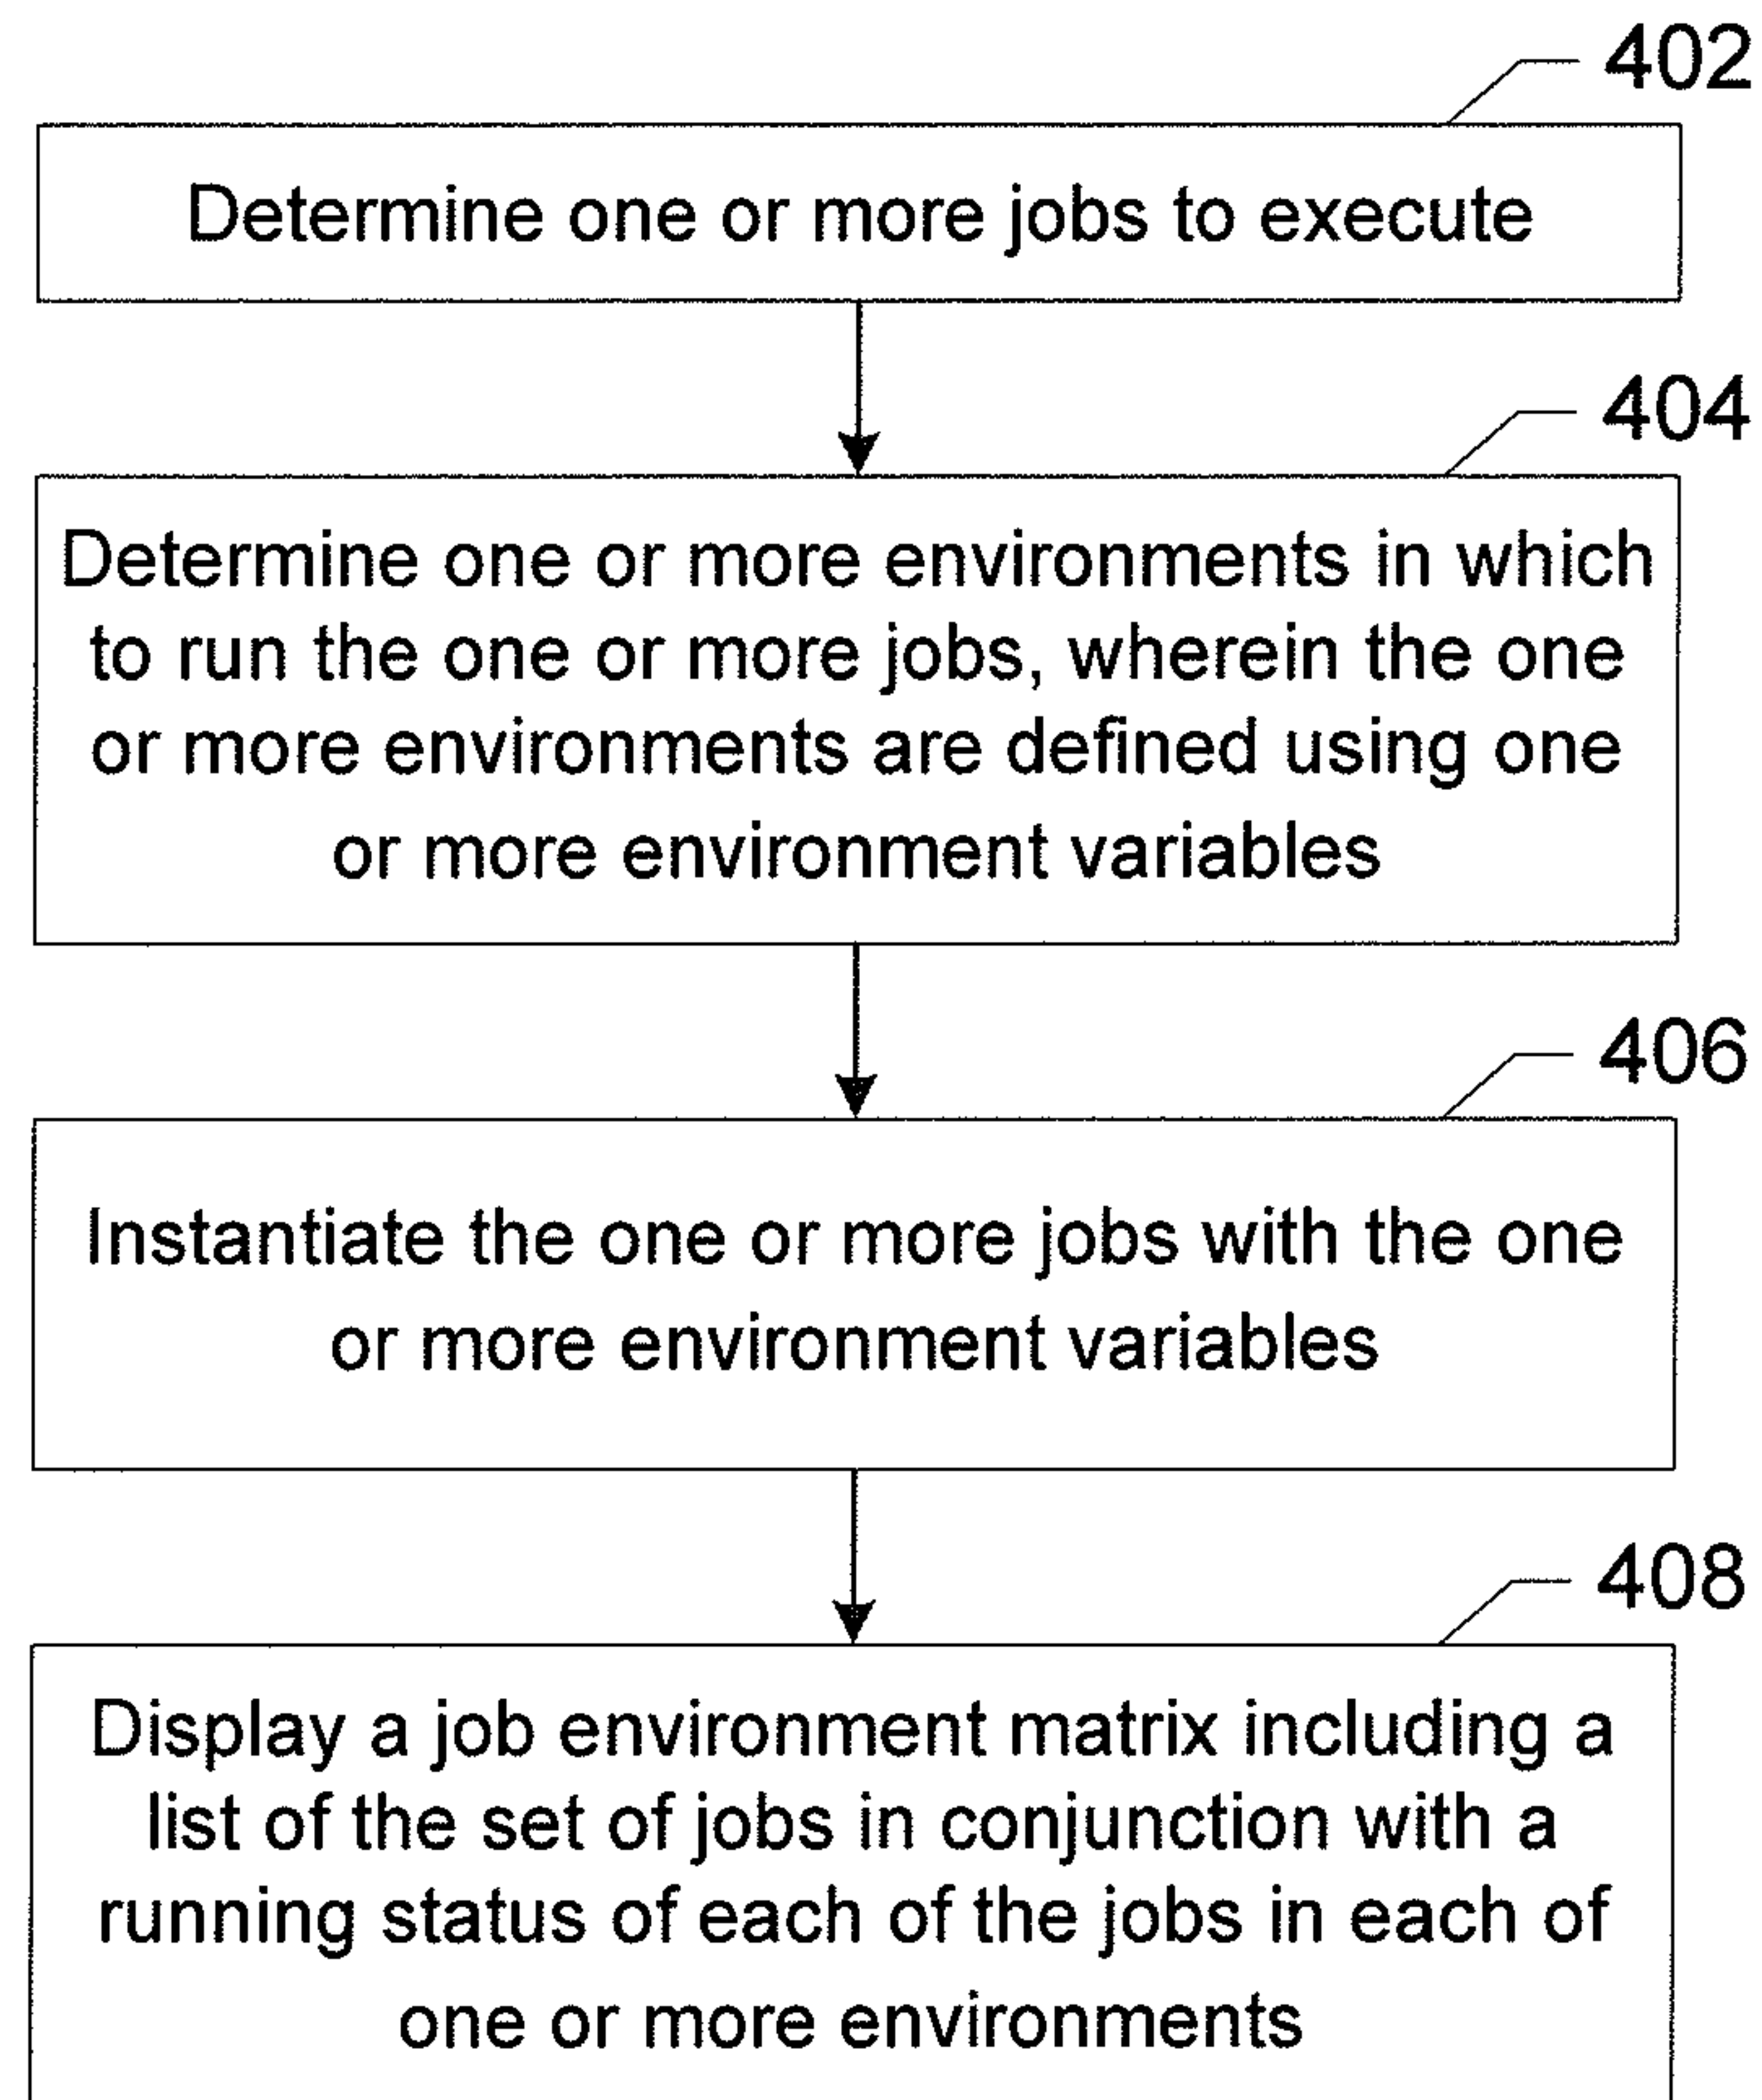 402
Determine one or more jobs to execute
404
Determine one or more environments in which
to run the one or more jobs, wherein the one
or more environments are defined using one
or more environment variables
406
Instantiate the one or more jobs with the one
or more environment variables
408
Display a job environment matrix including a
list of the set of jobs in conjunction with a
running status of each of the jobs in each of
one or more environments